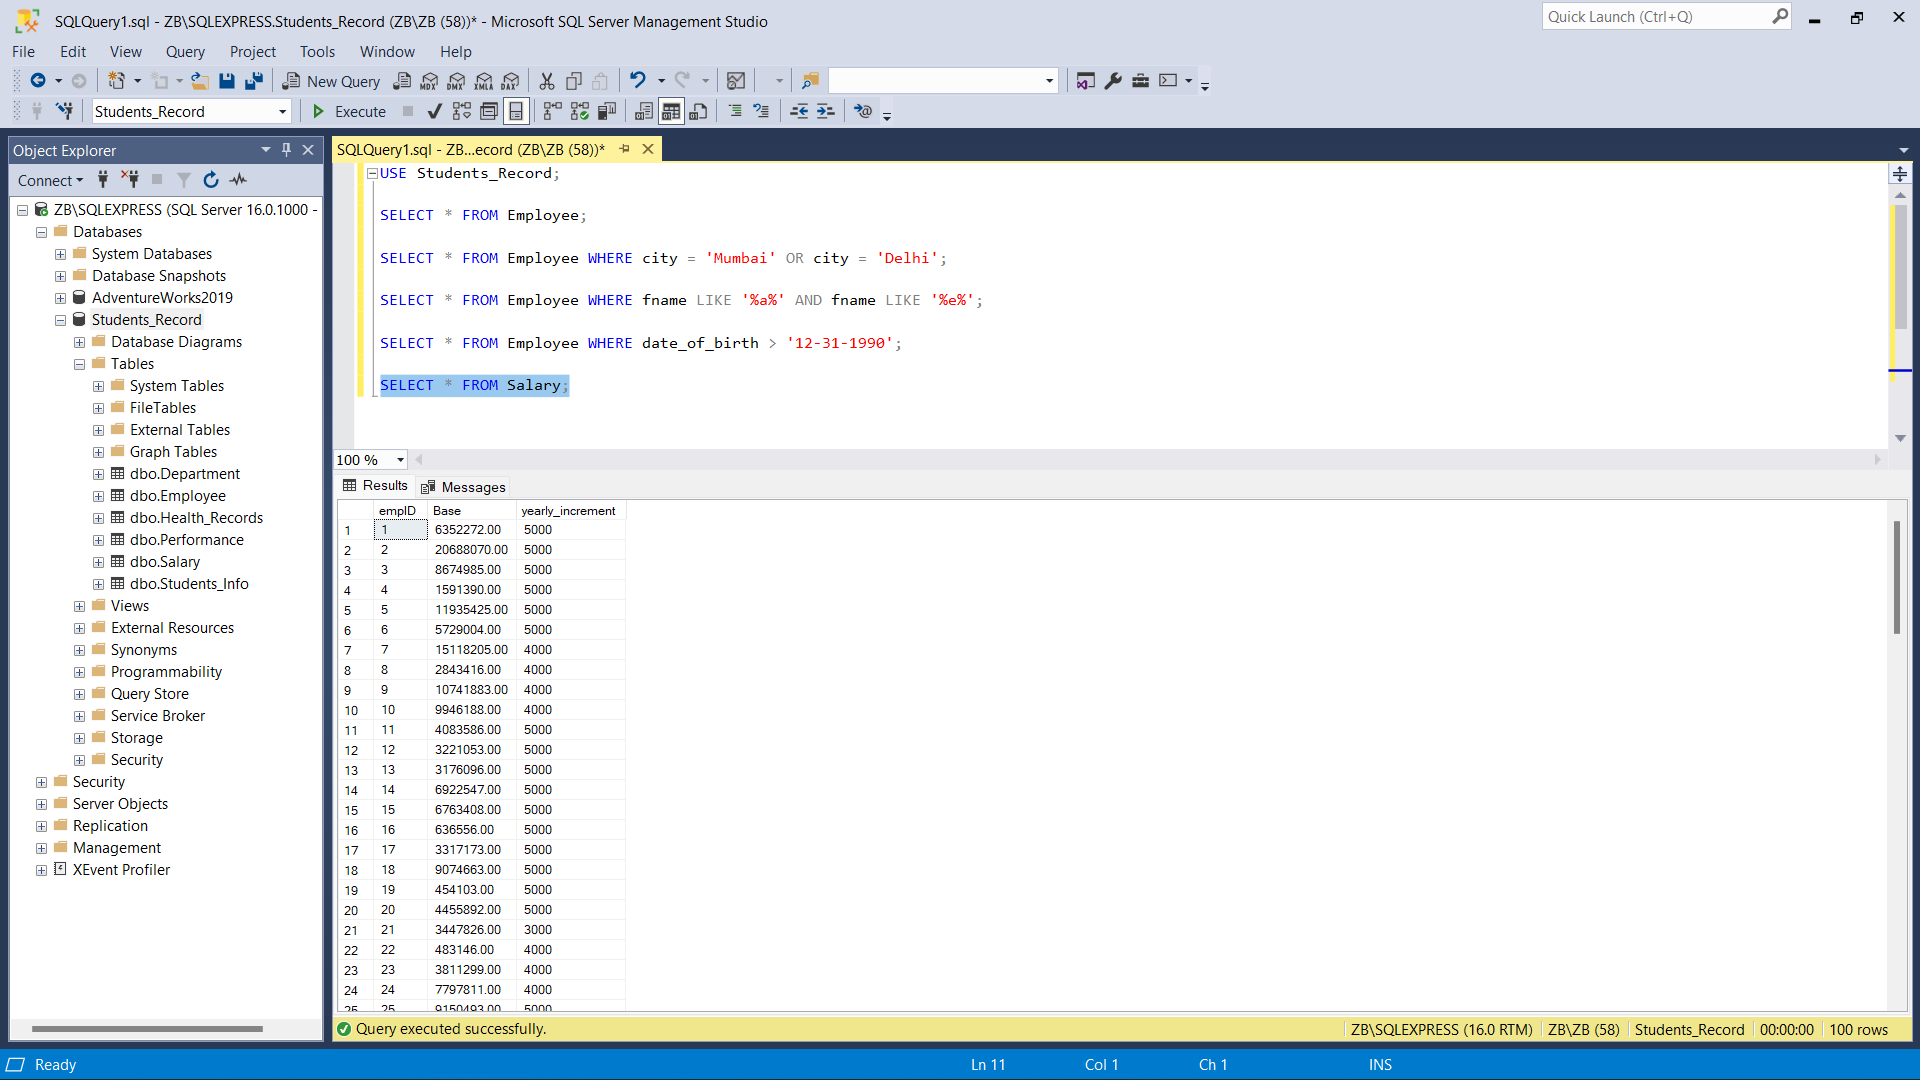 SQLQuery1.sql - ZB\SQLEXPRESS.Students_Record (ZB\ZB (58))* - Microsoft SQL Server Management Studio
Quick Launch (Ctrl+Q)
File Edit View Query Project Tools Window Help
New Query MDX DMX XMLA DAX
Students_Record Execute
Object Explorer
Connect
ZB\SQLEXPRESS (SQL Server 16.0.1000 -
Databases
System Databases
Database Snapshots
AdventureWorks2019
Students_Record
Database Diagrams
Tables
System Tables
FileTables
External Tables
Graph Tables
dbo.Department
dbo.Employee
dbo.Health_Records
dbo.Performance
dbo.Salary
dbo.Students_Info
Views
External Resources
Synonyms
Programmability
Query Store
Service Broker
Storage
Security
Security
Server Objects
Replication
Management
XEvent Profiler
SQLQuery1.sql - ZB...ecord (ZB\ZB (58))*
USE Students_Record;
SELECT * FROM Employee;
SELECT * FROM Employee WHERE city = 'Mumbai' OR city = 'Delhi';
SELECT * FROM Employee WHERE fname LIKE '%a%' AND fname LIKE '%e%';
SELECT * FROM Employee WHERE date_of_birth > '12-31-1990';
SELECT * FROM Salary;
100 %
Results Messages
empID Base yearly_increment
1 1 6352272.00 5000
2 2 20688070.00 5000
3 3 8674985.00 5000
4 4 1591390.00 5000
5 5 11935425.00 5000
6 6 5729004.00 5000
7 7 15118205.00 4000
8 8 2843416.00 4000
9 9 10741883.00 4000
10 10 9946188.00 4000
11 11 4083586.00 5000
12 12 3221053.00 5000
13 13 3176096.00 5000
14 14 6922547.00 5000
15 15 6763408.00 5000
16 16 636556.00 5000
17 17 3317173.00 5000
18 18 9074663.00 5000
19 19 454103.00 5000
20 20 4455892.00 5000
21 21 3447826.00 3000
22 22 483146.00 4000
23 23 3811299.00 4000
24 24 7797811.00 4000
25 25 9150493.00 5000
Query executed successfully. ZB\SQLEXPRESS (16.0 RTM) ZB\ZB (58) Students_Record 00:00:00 100 rows
Ready Ln 11 Col 1 Ch 1 INS